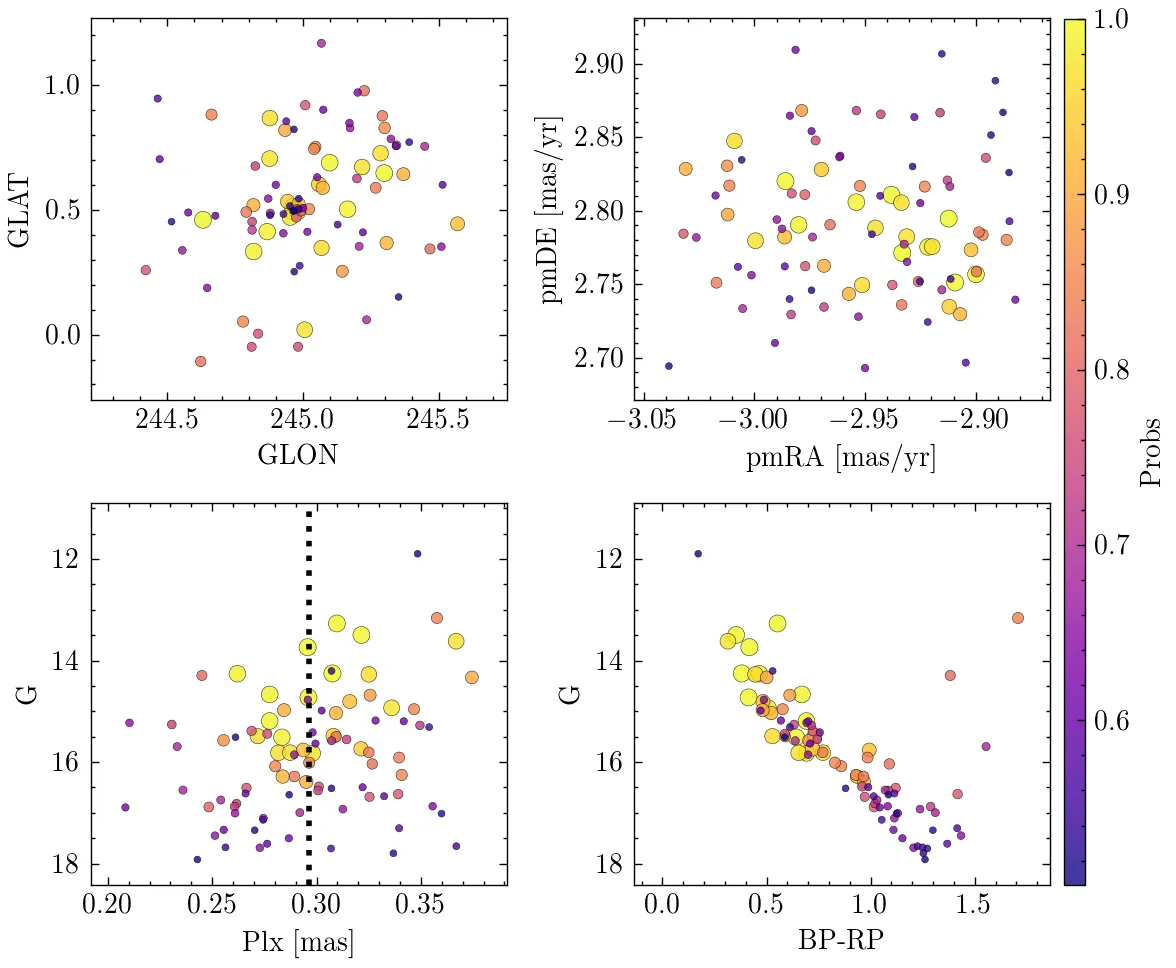 GLAT
1.0
0.5
0.0
244.5 245.0 245.5
GLON
pmDE [mas/yr]
2.90
2.85
2.80
2.75
2.70
−3.05 −3.00 −2.95 −2.90
pmRA [mas/yr]
1.0
0.9
0.8
0.7
0.6
Probs
G
12
14
16
18
0.20 0.25 0.30 0.35
Plx [mas]
G
12
14
16
18
0.0 0.5 1.0 1.5
BP-RP